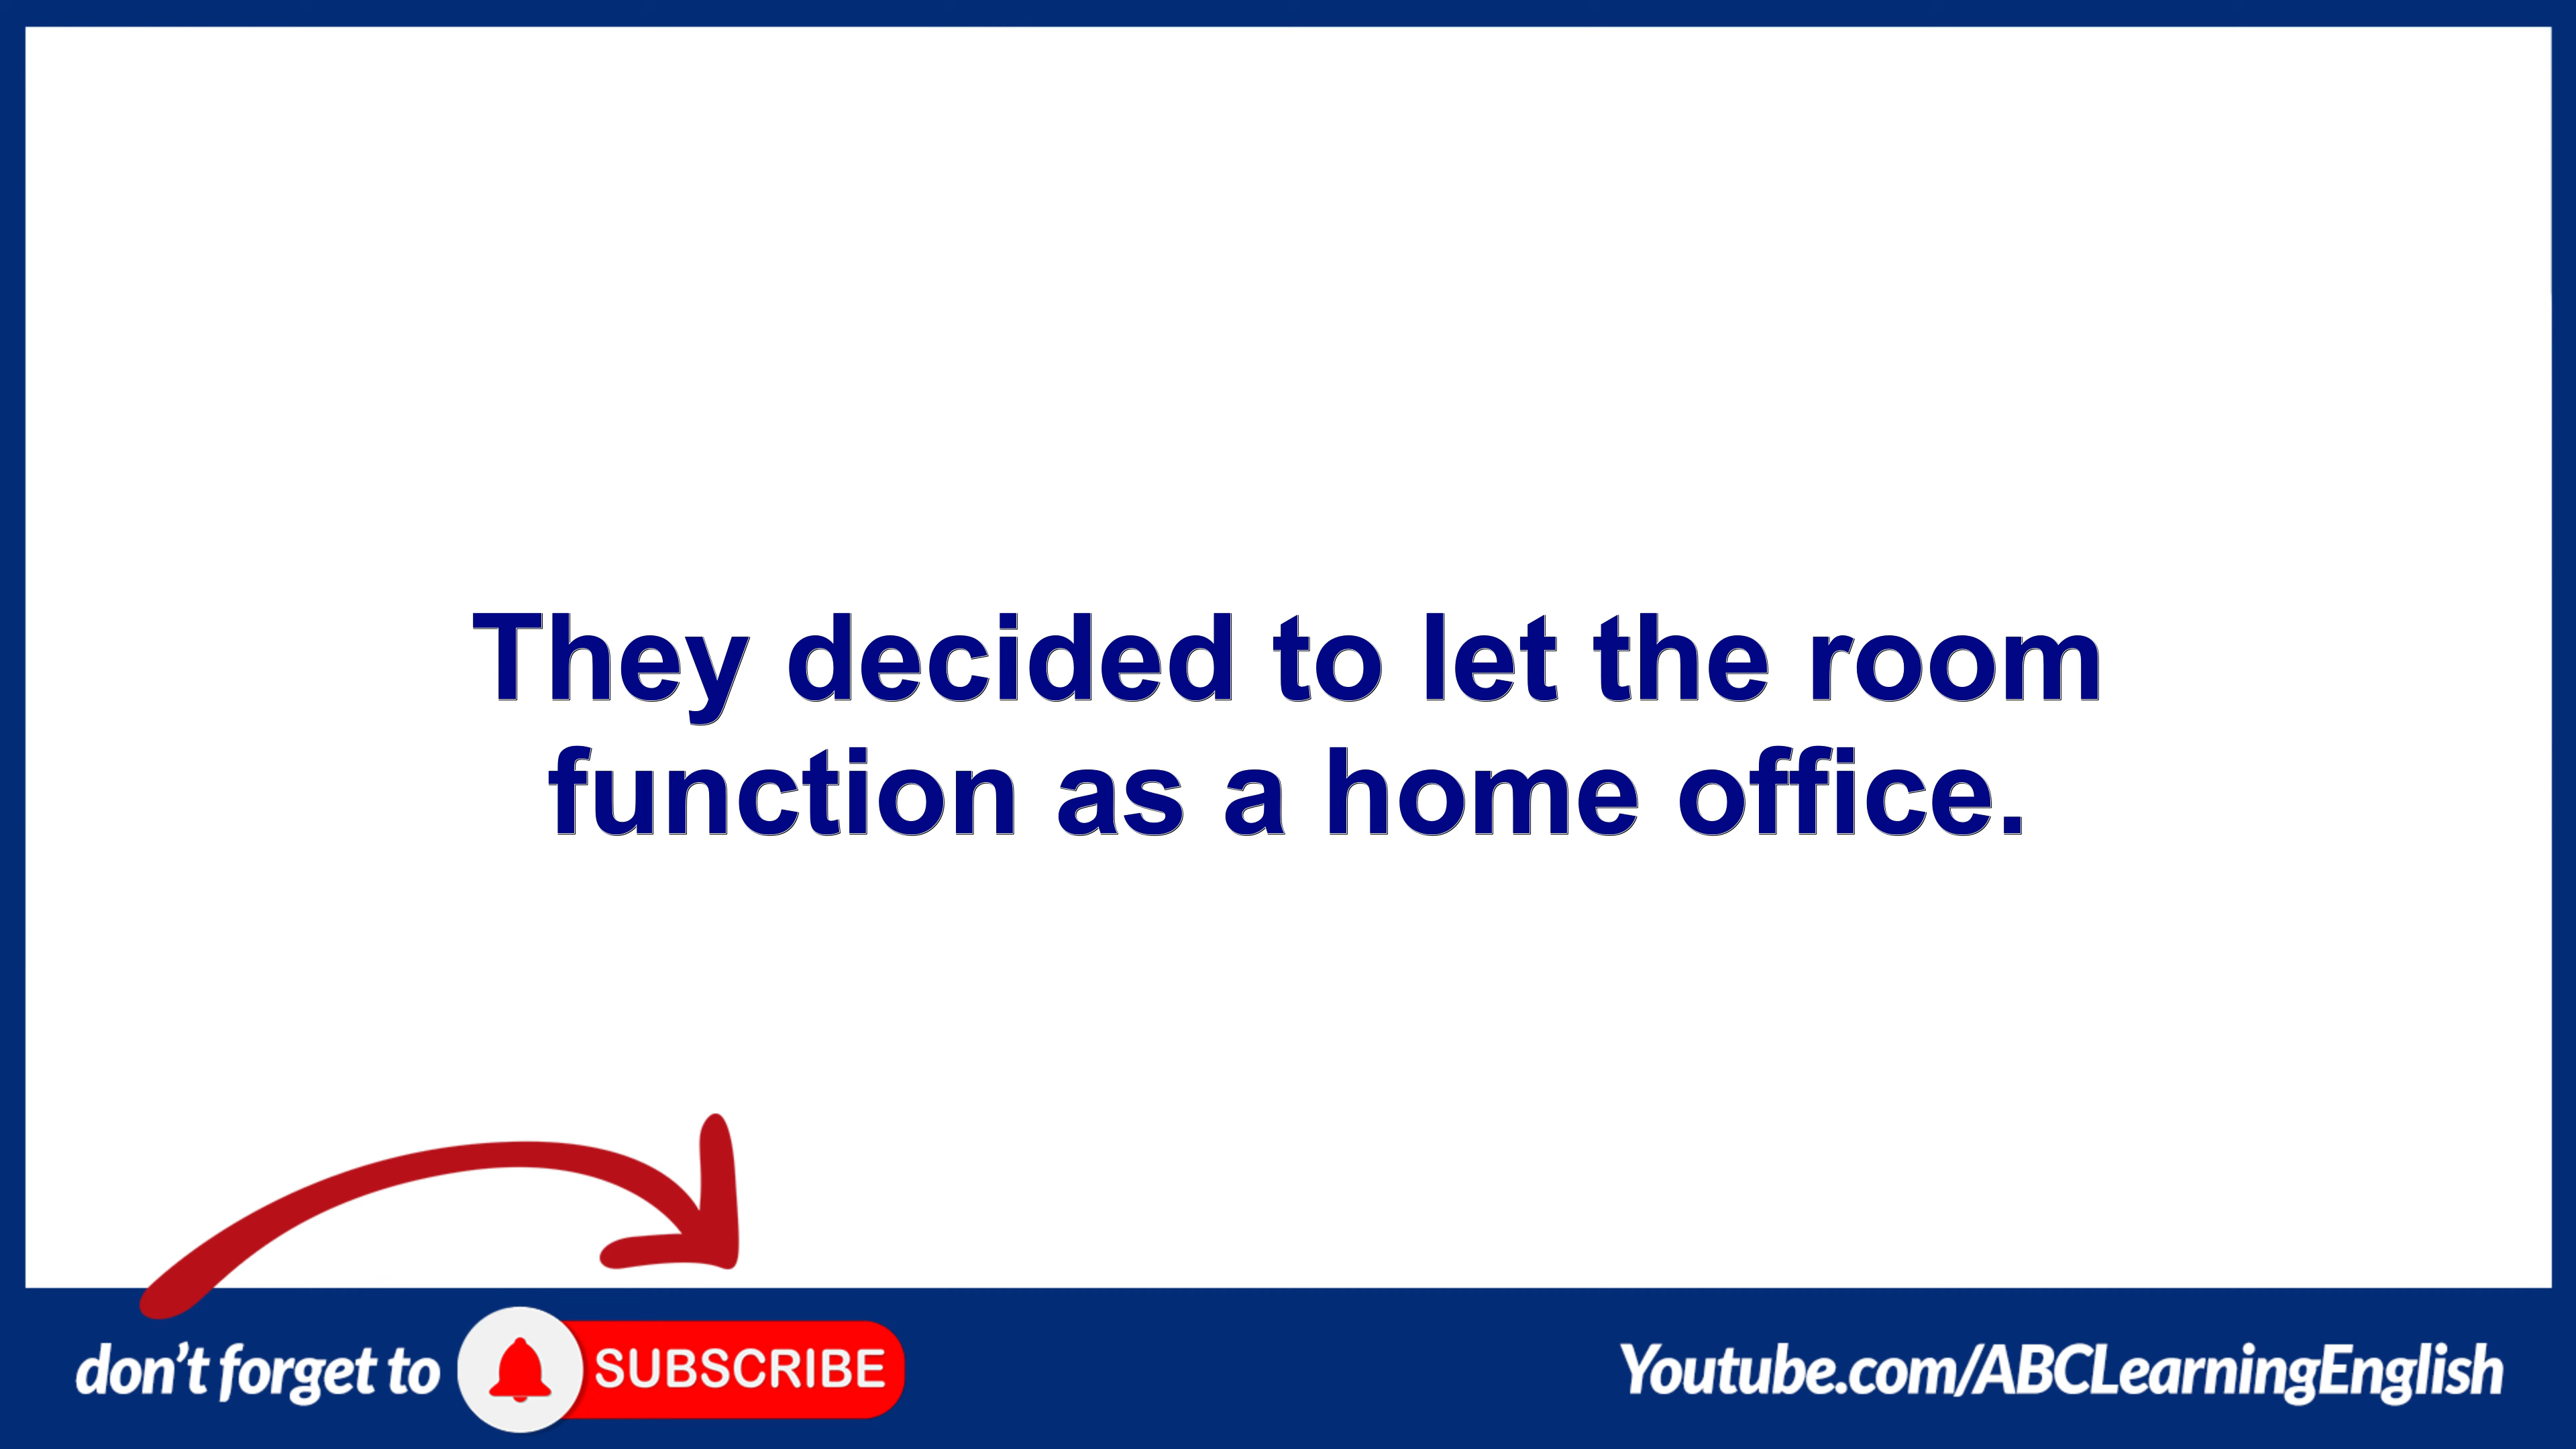 They decided to let the room
function as a home office.
don't forget to SUBSCRIBE
Youtube.com/ABCLearningEnglish